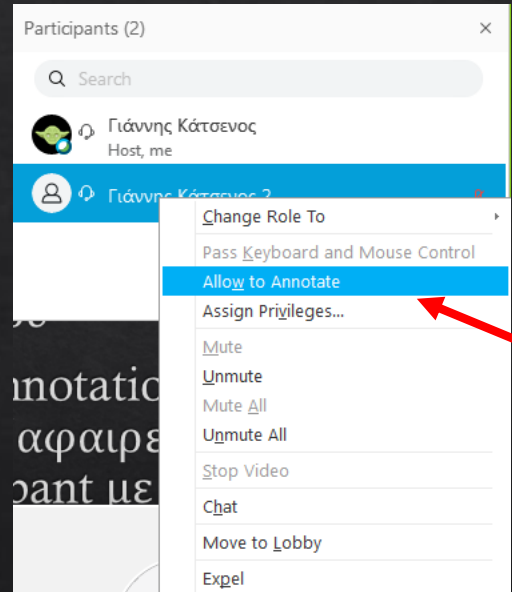 Participants (2)
Search
Γιάννης Κάτσενος
Host, me
Γιάννης Κάτσενος 2
Change Role To
Pass Keyboard and Mouse Control
Allow to Annotate
Assign Privileges...
Mute
Unmute
Mute All
Unmute All
Stop Video
Chat
Move to Lobby
Expel
nnotatio
αφαιρε
pant με